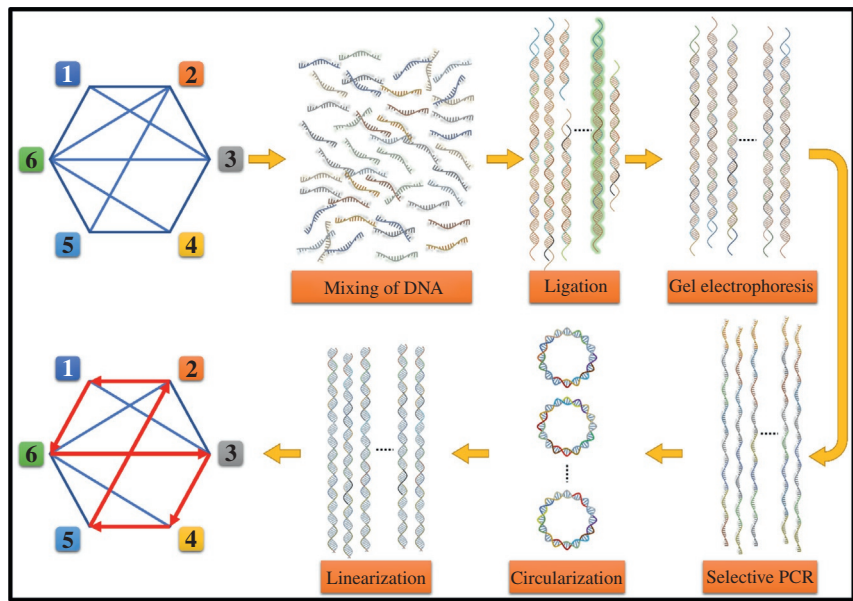 1
2
6
3
5
4
Mixing of DNA
Ligation
Gel electrophoresis
1
2
6
3
5
4
Linearization
Circularization
Selective PCR